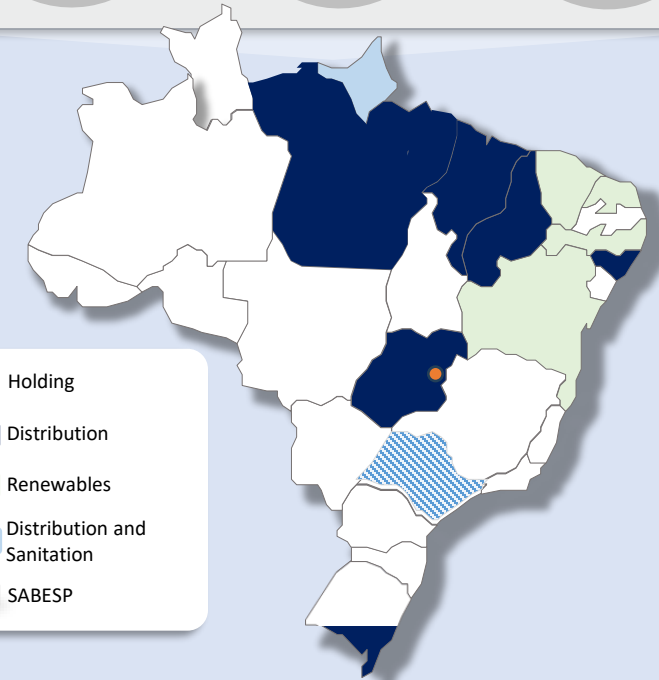 Holding
Distribution
Renewables
Distribution and
Sanitation
SABESP